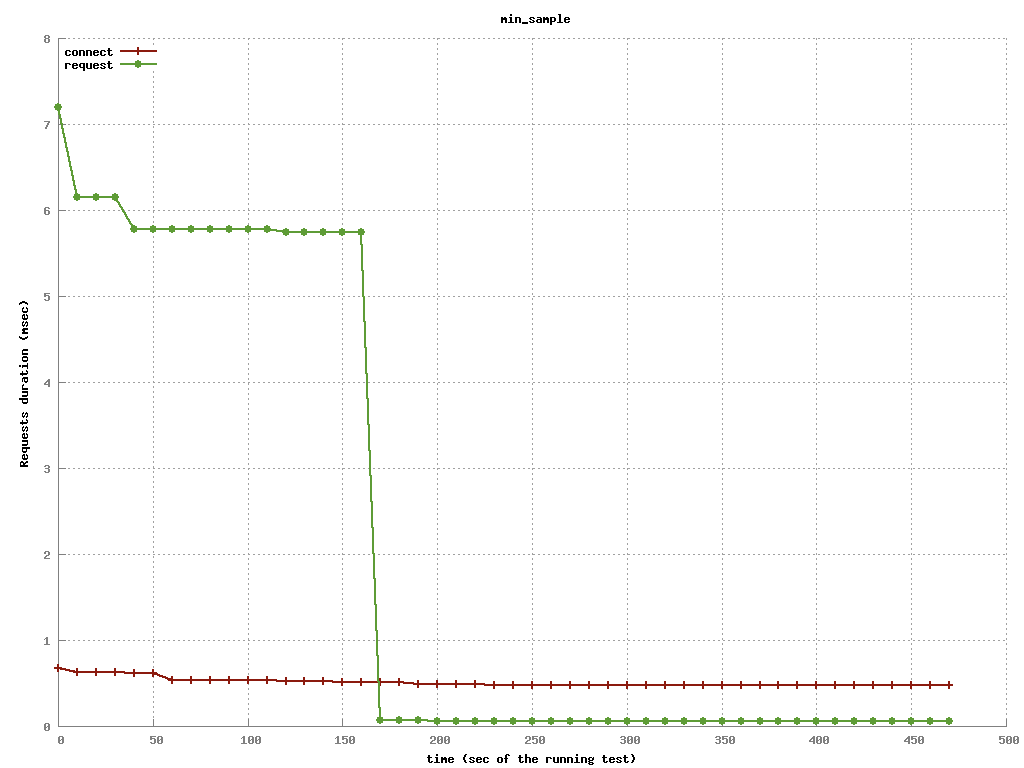 min_sample
connect
request
8
7
6
5
4
3
2
1
0
Requests duration (msec)
0 50 100 150 200 250 300 350 400 450 500
time (sec of the running test)